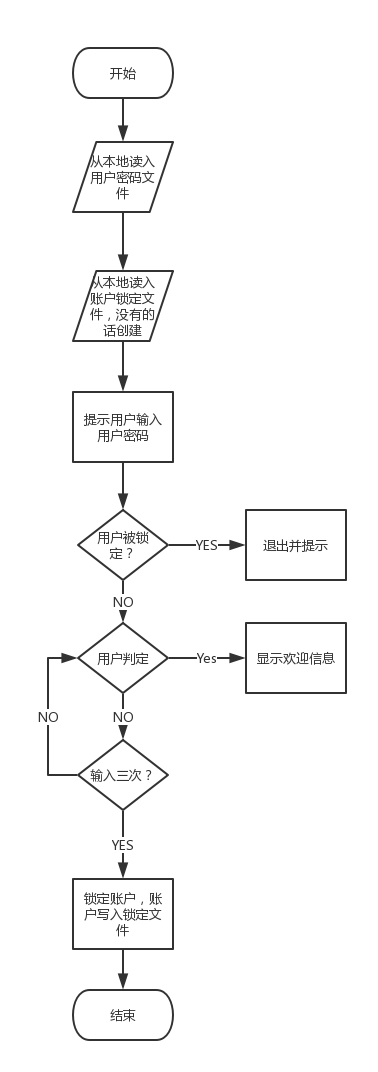 开始
从本地读入
用户密码文
件
从本地读入
账户锁定文
件，没有的
话创建
提示用户输入
用户密码
用户被锁
定？
YES
退出并提示
NO
用户判定
Yes
显示欢迎信息
NO
NO
输入三次？
YES
锁定账户，账
户写入锁定文
件
结束